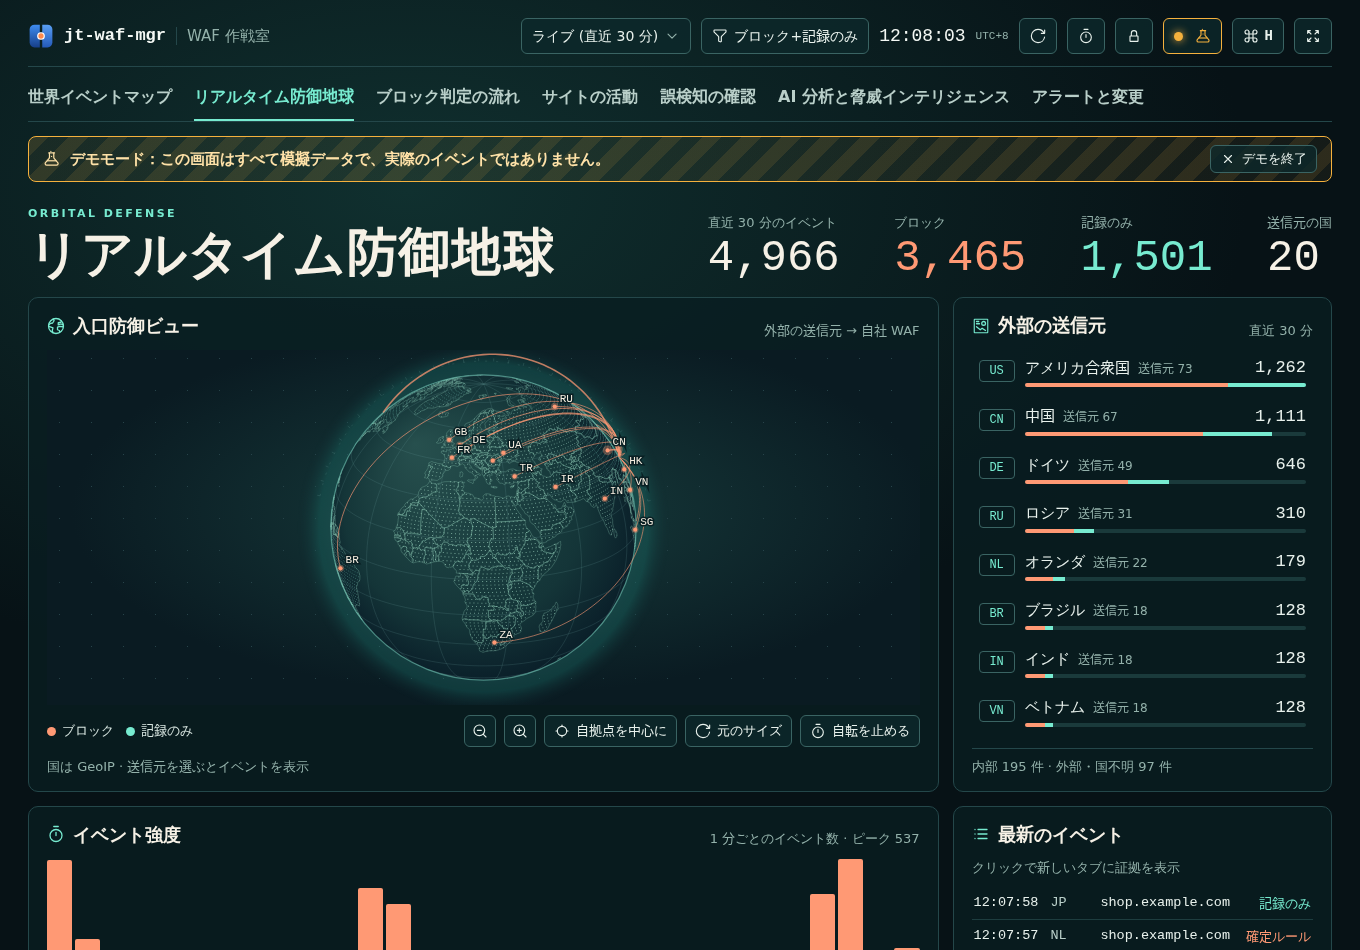 jt-waf-mgr WAF 作戦室 ライブ (直近 30 分) ブロック+記録のみ 12:08:03 UTC+8 ⌘ H
世界イベントマップ リアルタイム防御地球 ブロック判定の流れ サイトの活動 誤検知の確認 AI 分析と脅威インテリジェンス アラートと変更
デモモード：この画面はすべて模擬データで、実際のイベントではありません。 デモを終了
ORBITAL DEFENSE
リアルタイム防御地球
直近 30 分のイベント ブロック 記録のみ 送信元の国
4,966 3,465 1,501 20
入口防御ビュー 外部の送信元 → 自社 WAF
RU
GB
DE
FR
UA
CN
HK
TR
IR
VN
IN
SG
BR
ZA
ブロック 記録のみ 自拠点を中心に 元のサイズ 自転を止める
国は GeoIP · 送信元を選ぶとイベントを表示
外部の送信元 直近 30 分
US アメリカ合衆国 送信元 73 1,262
CN 中国 送信元 67 1,111
DE ドイツ 送信元 49 646
RU ロシア 送信元 31 310
NL オランダ 送信元 22 179
BR ブラジル 送信元 18 128
IN インド 送信元 18 128
VN ベトナム 送信元 18 128
内部 195 件 · 外部・国不明 97 件
イベント強度 1 分ごとのイベント数 · ピーク 537
最新のイベント
クリックで新しいタブに証拠を表示
12:07:58 JP shop.example.com 記録のみ
12:07:57 NL shop.example.com 確定ルール